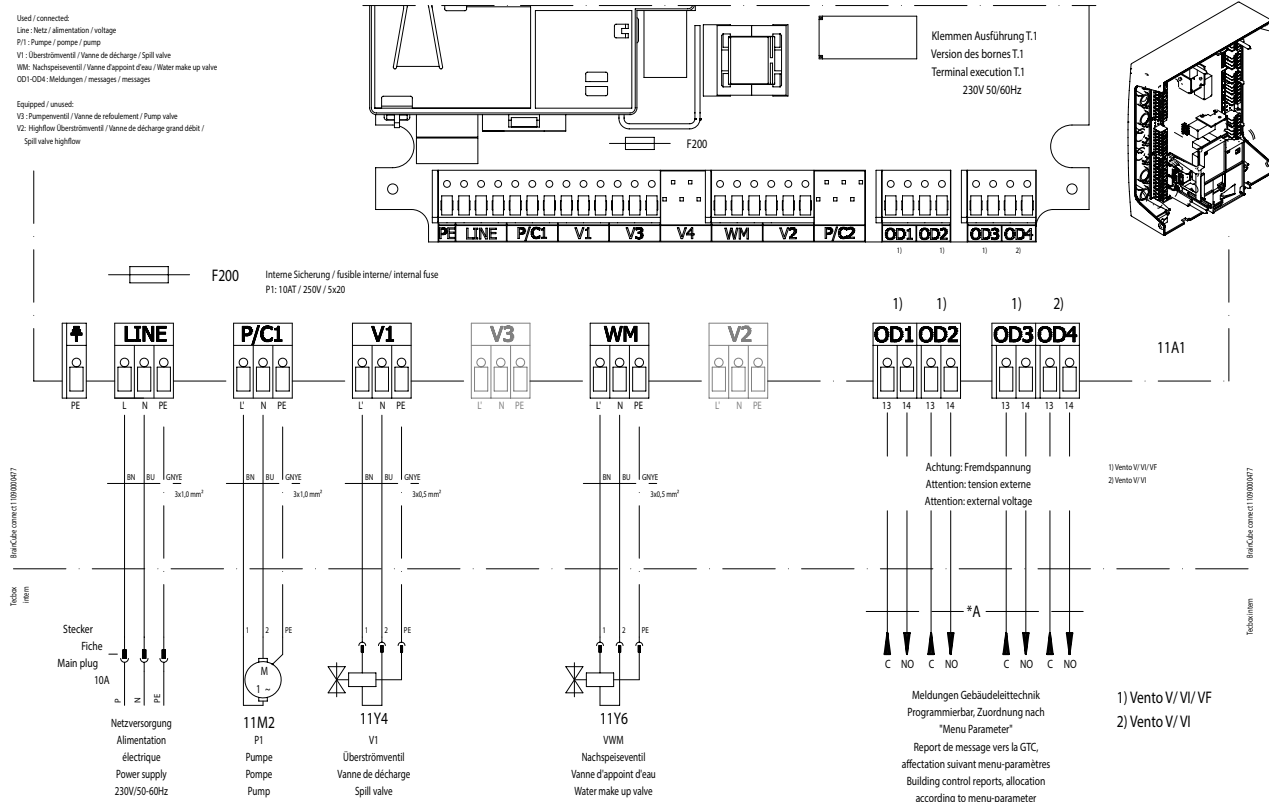 Used / connected:
Line : Netz / alimentation / voltage
P/1 : Pumpe / pompe / pump
V1 : Überströmventil / Vanne de décharge / Spill valve
WM: Nachspeiseventil / Vanne d'appoint d'eau / Water make up valve
OD1-OD4 : Meldungen / messages / messages
Equipped / unused:
V3 : Pumpenventil / Vanne de refoulement / Pump valve
V2: Highflow Überströmventil / Vanne de décharge grand débit /
Spill valve highflow
Klemmen Ausführung T.1
Version des bornes T.1
Terminal execution T.1
230V 50/60Hz
F200
PE LINE P/C1 V1 V3 V4 WM V2 P/C2 OD1 OD2 OD3 OD4
1) 1) 1) 2)
F200
Interne Sicherung / fusible interne/ internal fuse
P1: 10AT / 250V / 5x20
1) 1) 1) 2)
LINE P/C1 V1 V3 WM V2 OD1 OD2 OD3 OD4
11A1
PE L N PE L' N PE L' N PE L' N PE L' N PE L' N PE 13 14 13 14 13 14 13 14
BN BU GNYE BN BU GNYE BN BU GNYE BN BU GNYE
3x1,0 mm² 3x1,0 mm² 3x0,5 mm² 3x0,5 mm²
Achtung: Fremdspannung
Attention: tension externe
Attention: external voltage
1) Vento V/ VI/ VF
2) Vento V/ VI
BrainCube connect 11090000477
BrainCube connect 11090000477
Tecbox
intern
Tecbox intern
*A
Stecker
Fiche
Main plug
10A
P N PE
1 2 PE
M
1 ~
1 2 PE
1 2 PE
C NO C NO C NO C NO
Netzversorgung
Alimentation
électrique
Power supply
230V/50-60Hz
11M2
P1
Pumpe
Pompe
Pump
11Y4
V1
Überströmventil
Vanne de décharge
Spill valve
11Y6
VWM
Nachspeiseventil
Vanne d'appoint d'eau
Water make up valve
Meldungen Gebäudeleittechnik
Programmierbar, Zuordnung nach
"Menu Parameter"
Report de message vers la GTC,
affectation suivant menu-paramètres
Building control reports, allocation
according to menu-parameter
1) Vento V/ VI/ VF
2) Vento V/ VI